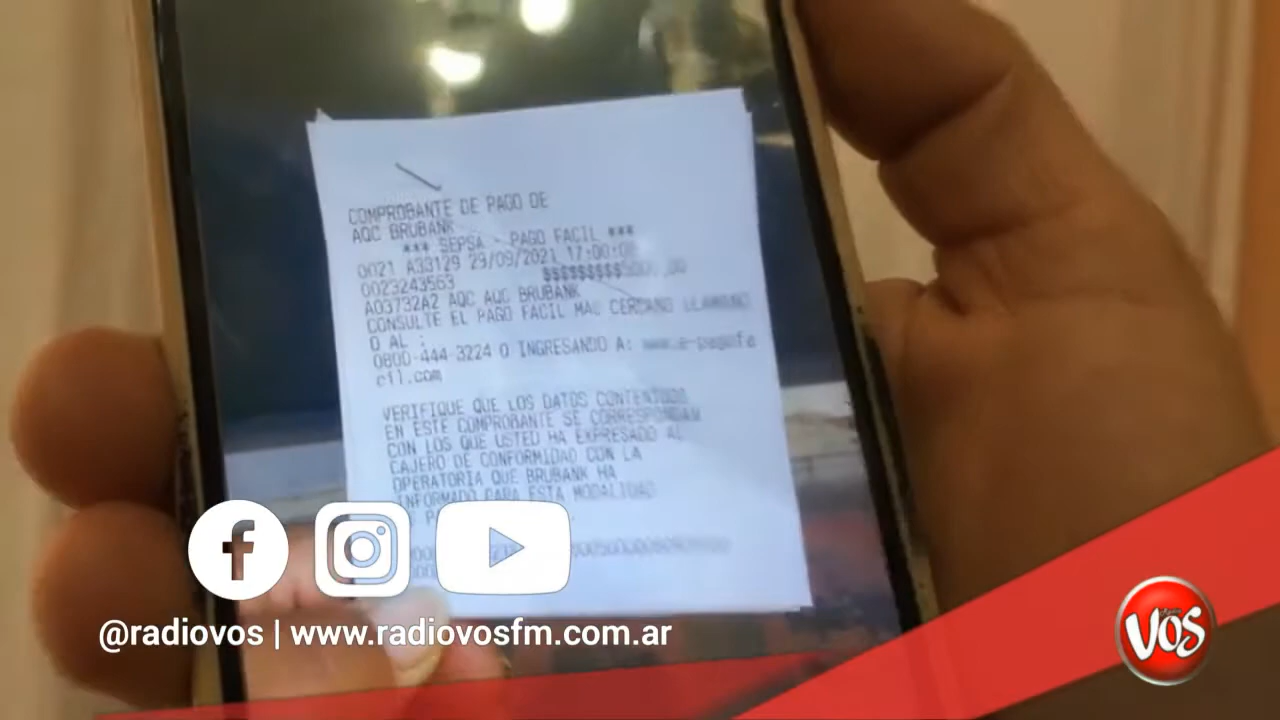 COMPROBANTE DE PAGO DE
AQC BRUBANK
*** SEPSA - PAGO FACIL ***
0021 A33129 29/09/2021 17:00:
0023243563
A03732A2 AQC AQC BRUBANK
CONSULTE EL PAGO FACIL MAS CERCANO LLAMANDO
O AL :
0800-444-3224 O INGRESANDO A: www.e-pagofa
cil.com
VERIFIQUE QUE LOS DATOS CONTENIDOS
EN ESTE COMPROBANTE SE CORRESPONDAN
CON LOS QUE USTED HA EXPRESADO AL
CAJERO DE CONFORMIDAD CON LA
OPERATORIA QUE BRUBANK HA
INFORMADO PARA ESTA MODALIDAD
@radiovos | www.radiovosfm.com.ar
VOS